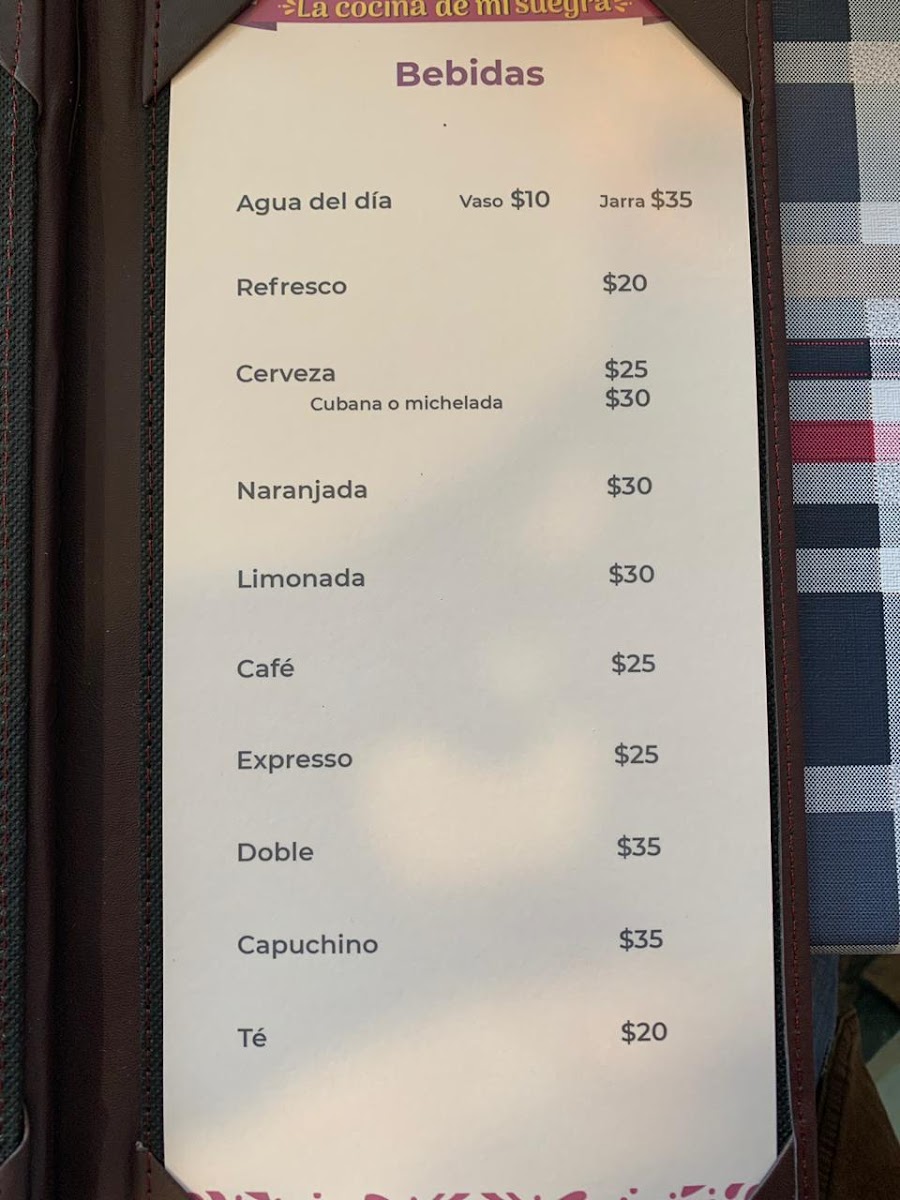 La cocina de mi suegra
Bebidas
Agua del día Vaso $10 Jarra $35
Refresco $20
Cerveza $25
Cubana o michelada $30
Naranjada $30
Limonada $30
Café $25
Expresso $25
Doble $35
Capuchino $35
Té $20